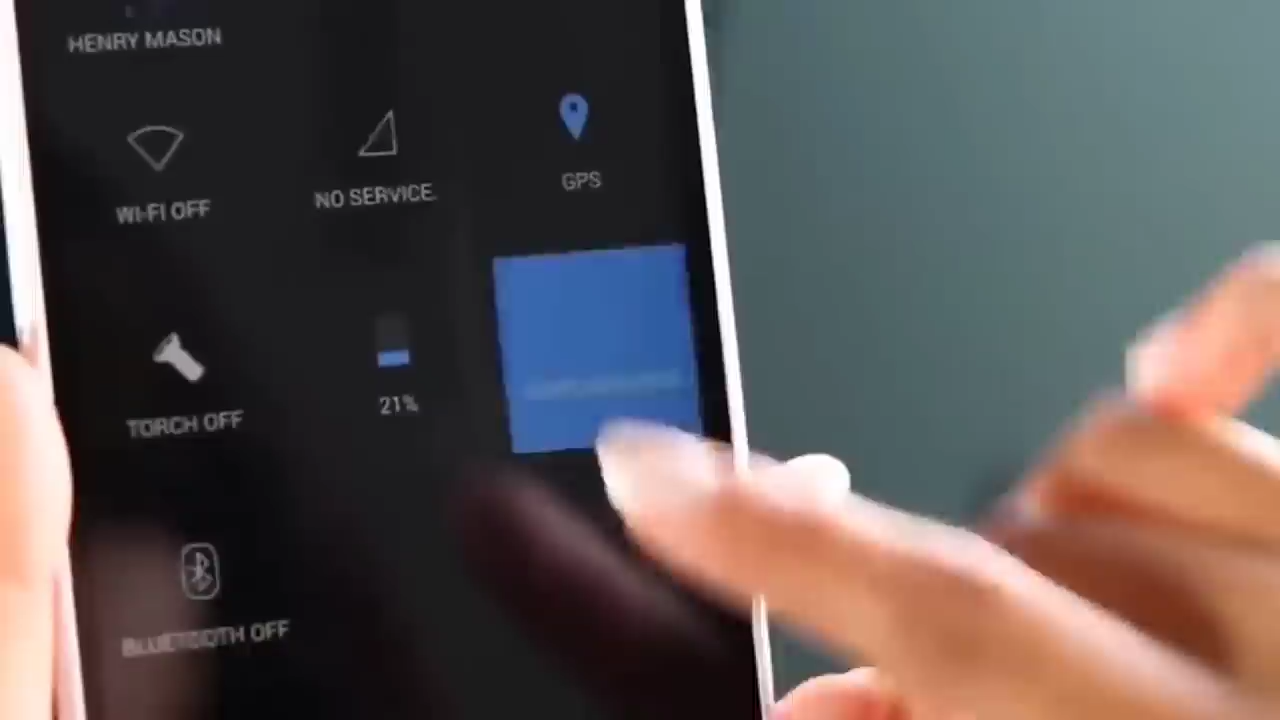 HENRY MASON
WI-FI OFF
NO SERVICE.
GPS
TORCH OFF
21%
BLUETOOTH OFF